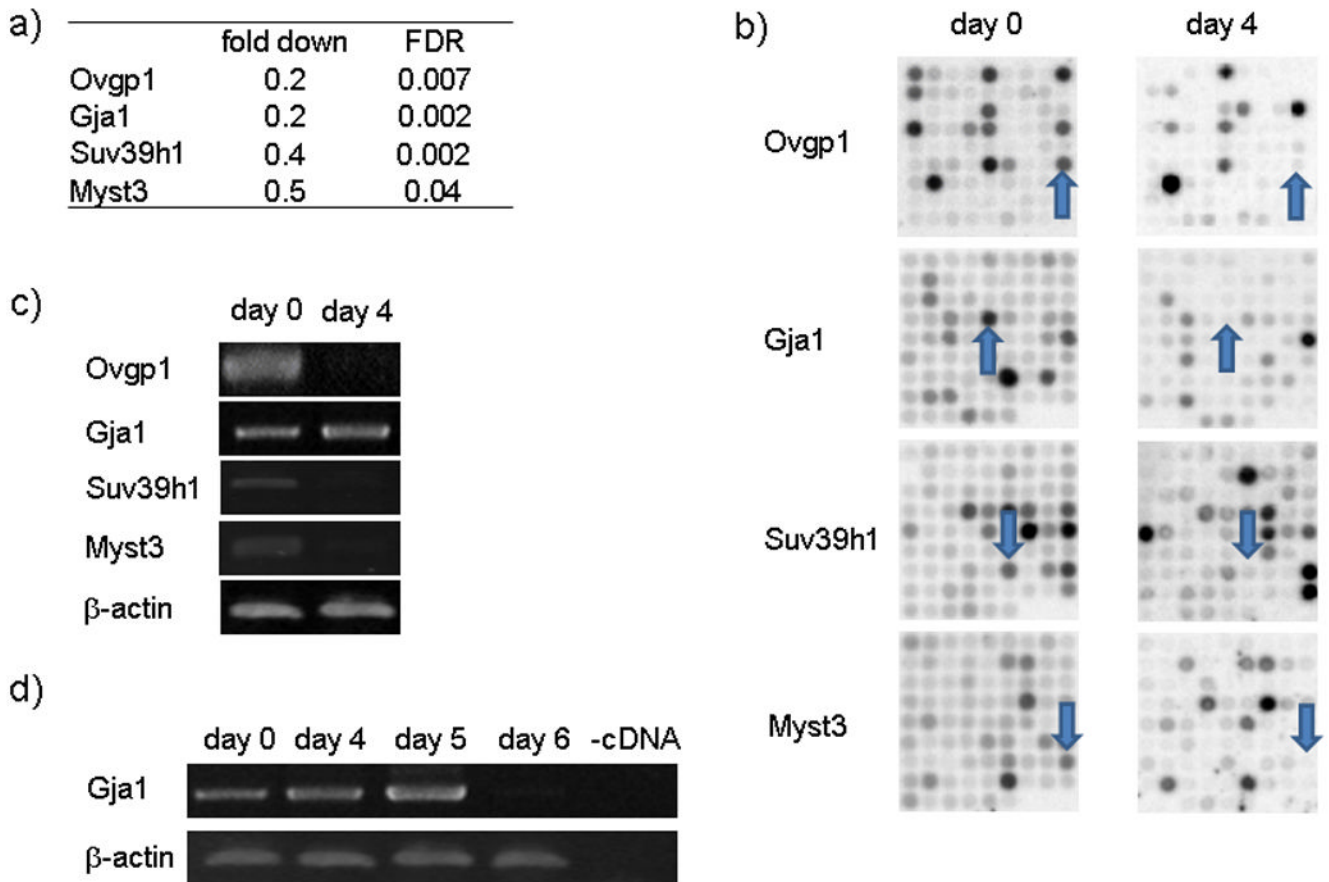 a)
fold down FDR
Ovgp1 0.2 0.007
Gja1 0.2 0.002
Suv39h1 0.4 0.002
Myst3 0.5 0.04
b)
day 0 day 4
Ovgp1
Gja1
Suv39h1
Myst3
c)
day 0 day 4
Ovgp1
Gja1
Suv39h1
Myst3
β-actin
d)
day 0 day 4 day 5 day 6 -cDNA
Gja1
β-actin